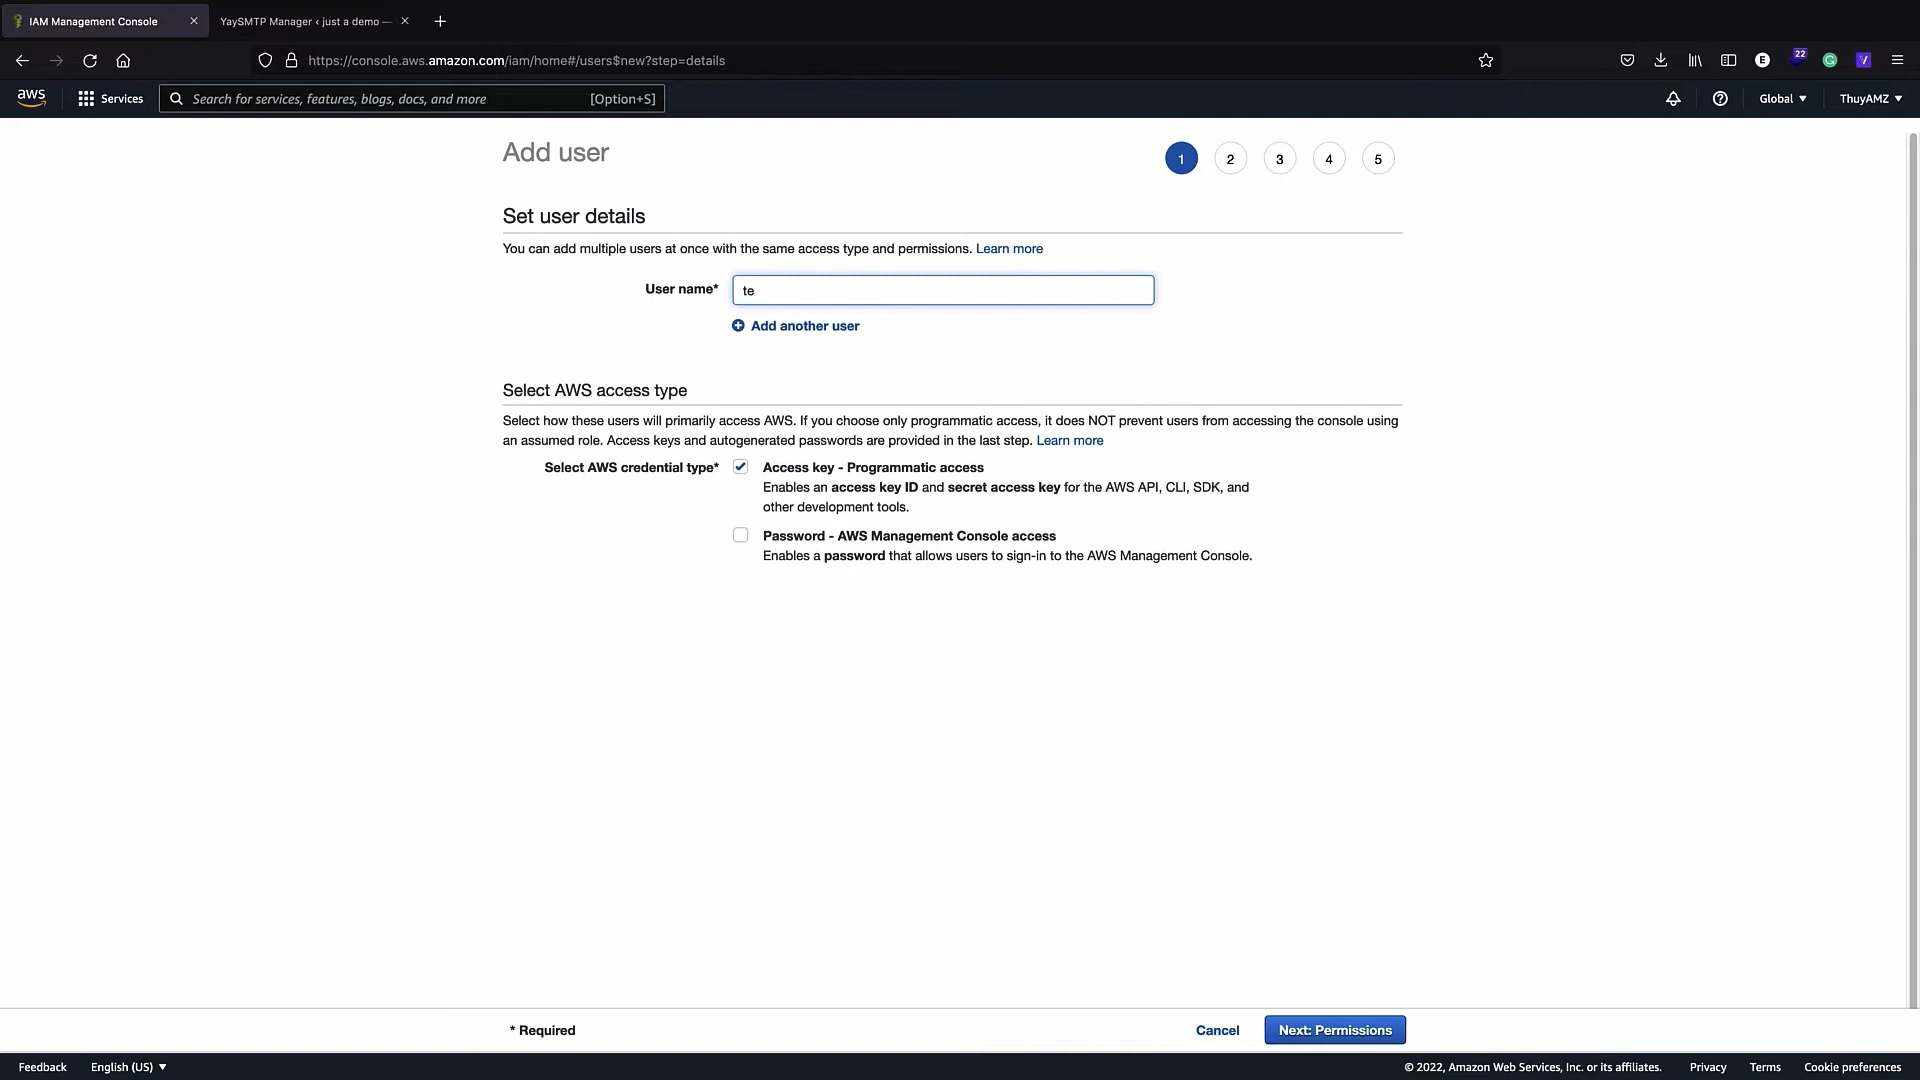 IAM Management Console
YaySMTP Manager ‹ just a demo —
https://console.aws.amazon.com/iam/home#/users$new?step=details
22
E
G
V
aws
Services
Search for services, features, blogs, docs, and more
[Option+S]
Global
ThuyAMZ
Add user
1
2
3
4
5
Set user details
You can add multiple users at once with the same access type and permissions. Learn more
User name*
te
Add another user
Select AWS access type
Select how these users will primarily access AWS. If you choose only programmatic access, it does NOT prevent users from accessing the console using
an assumed role. Access keys and autogenerated passwords are provided in the last step. Learn more
Select AWS credential type*
Access key - Programmatic access
Enables an access key ID and secret access key for the AWS API, CLI, SDK, and
other development tools.
Password - AWS Management Console access
Enables a password that allows users to sign-in to the AWS Management Console.
* Required
Cancel
Next: Permissions
Feedback
English (US)
© 2022, Amazon Web Services, Inc. or its affiliates.
Privacy
Terms
Cookie preferences